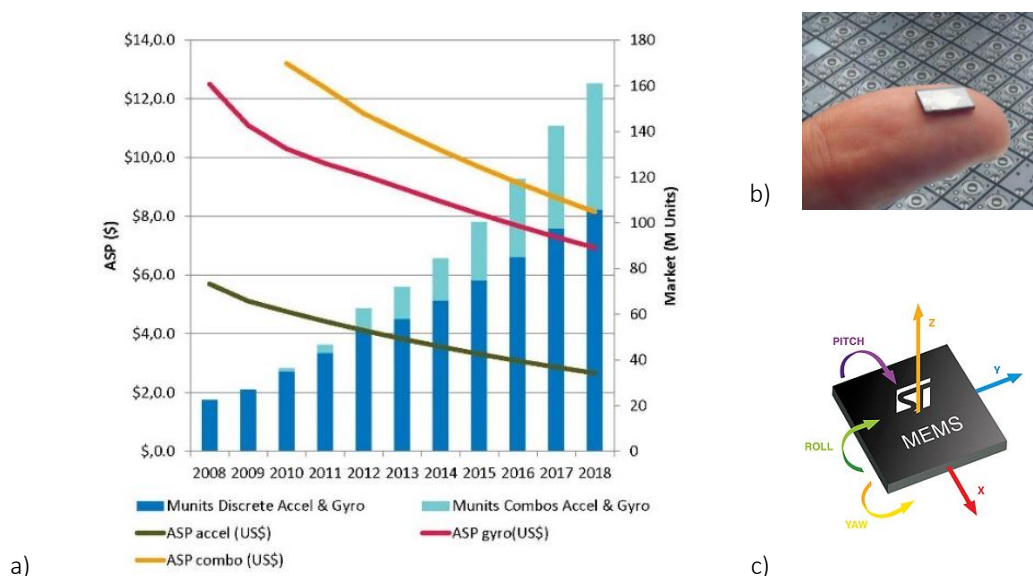 $14,0.0
$12,0.0
$10,0.0
$8,0.0
$6,0.0
$4,0.0
$2,0.0
$,0.0
ASP ($)
180
160
140
120
100
80
60
40
20
0
Market (M Units)
2008 2009 2010 2011 2012 2013 2014 2015 2016 2017 2018
Munits Discrete Accel & Gyro Munits Combos Accel & Gyro
ASP accel (US$) ASP gyro(US$)
ASP combo (US$)
a)
b)
Z
PITCH
Y
ST
MEMS
ROLL
X
YAW
c)